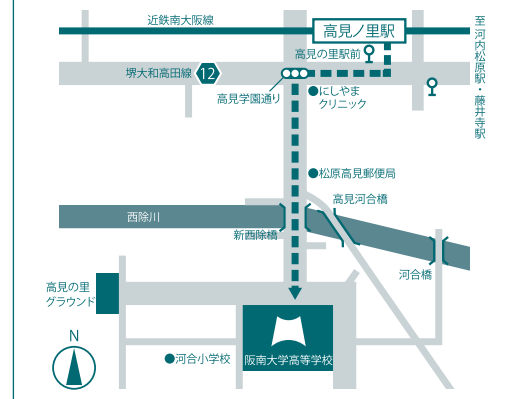 近鉄南大阪線
高見ノ里駅
至 河内松原駅・藤井寺駅
高見の里駅前
堺大和高田線
12
高見学園通り
●にしやま
クリニック
●松原高見郵便局
高見河合橋
西除川
新西除橋
河合橋
高見の里
グラウンド
N
●河合小学校
阪南大学高等学校